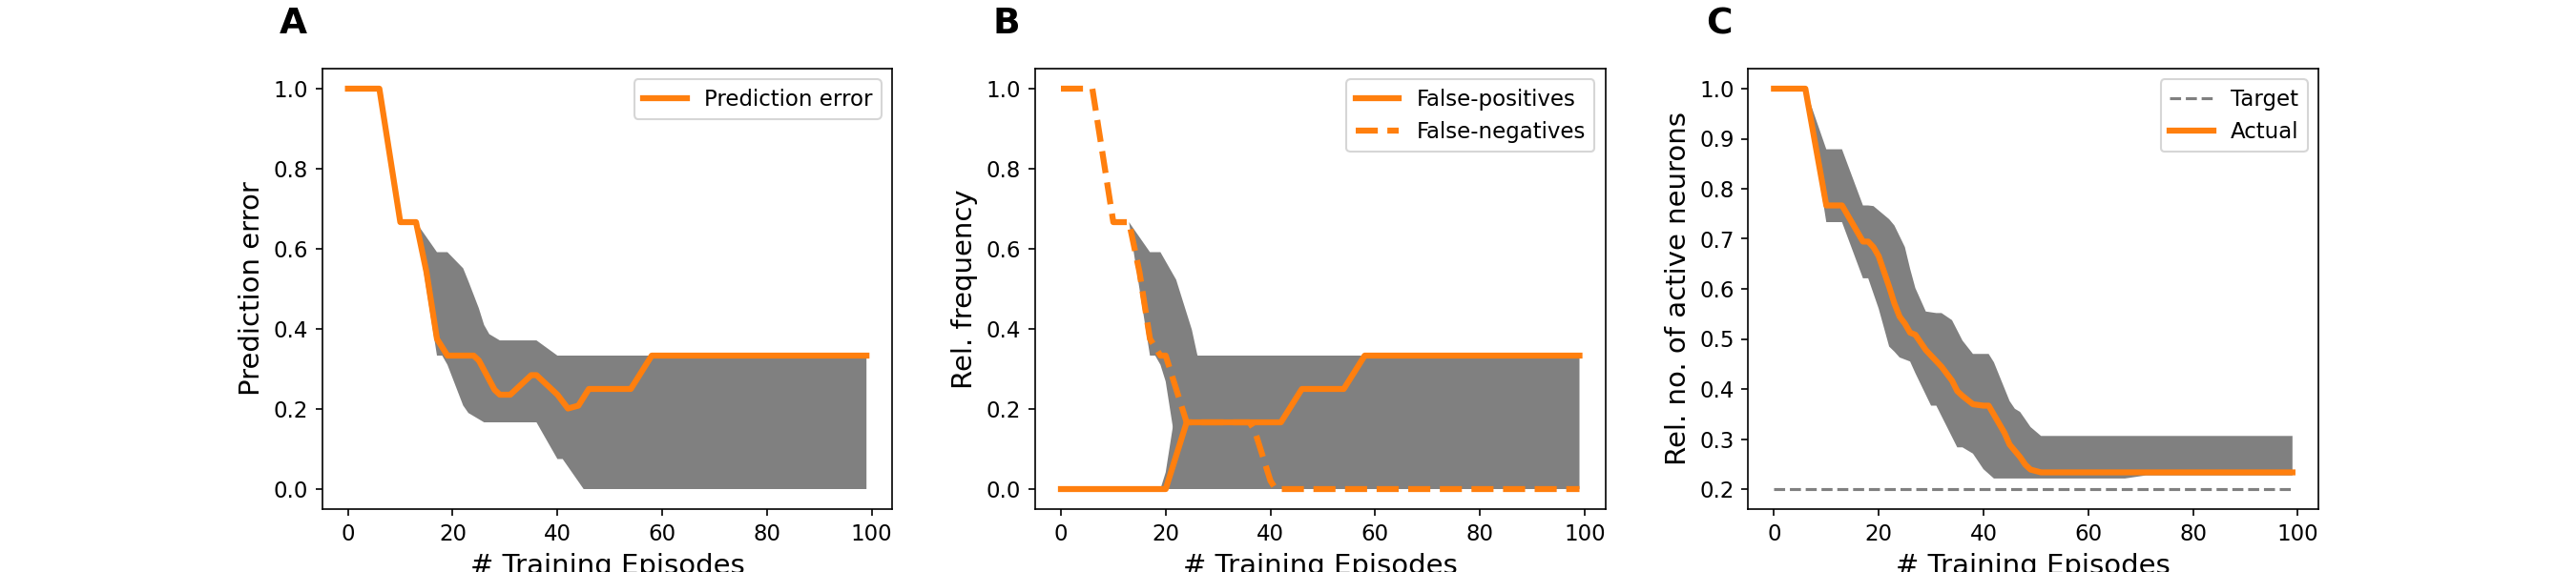 A
B
C
Prediction error
1.0
0.8
0.6
0.4
0.2
0.0
Prediction error
0
20
40
60
80
100
# Training Episodes
Rel. frequency
1.0
0.8
0.6
0.4
0.2
0.0
False-positives
False-negatives
0
20
40
60
80
100
# Training Episodes
Rel. no. of active neurons
1.0
0.9
0.8
0.7
0.6
0.5
0.4
0.3
0.2
Target
Actual
0
20
40
60
80
100
# Training Episodes